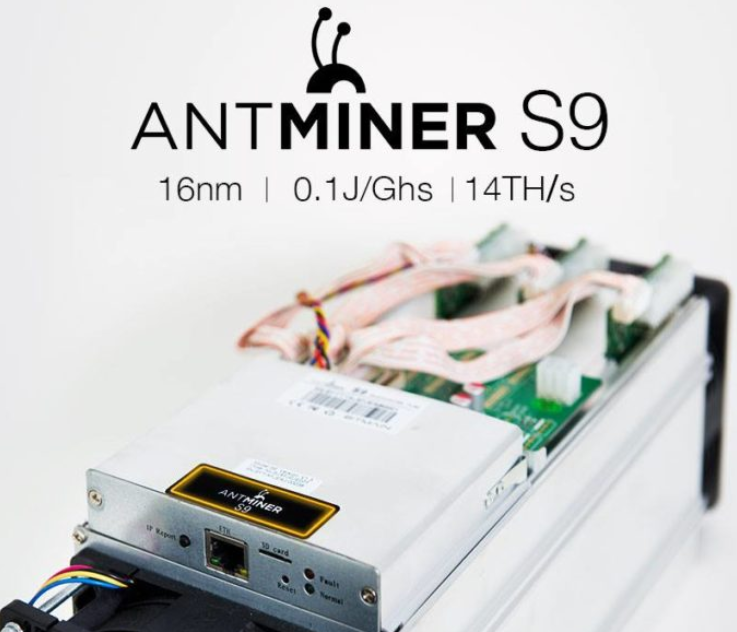 ANTMINER S9
16nm | 0.1J/Ghs | 14TH/s
ANTMINER
S9
IP Report
ETH
SD card
Reset
Fault
Normal